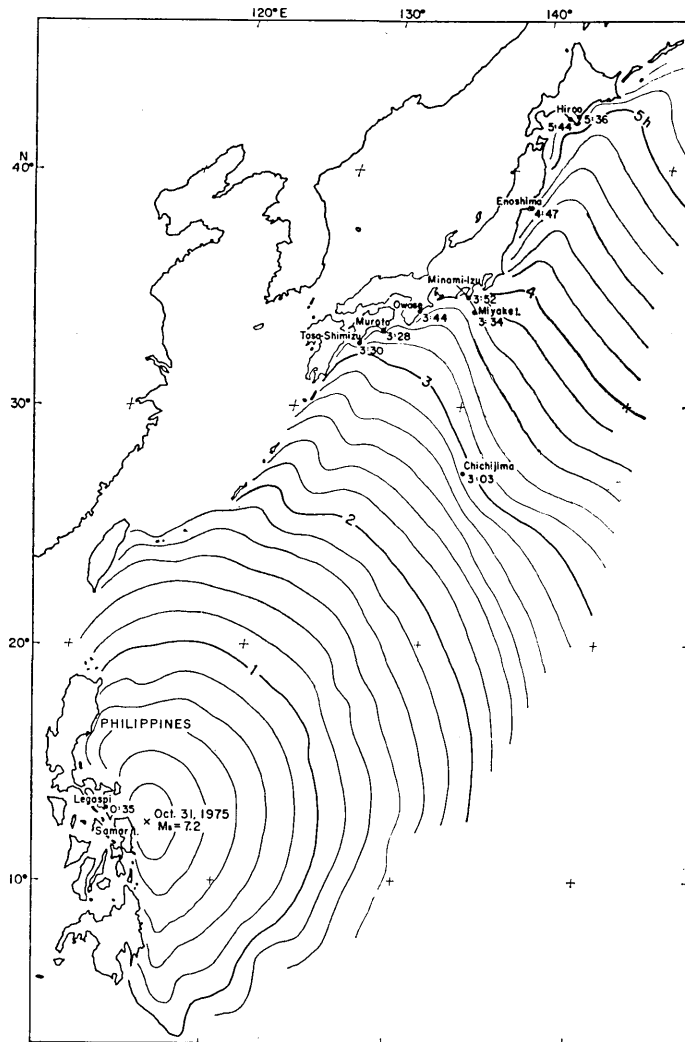 120°E
130°
140°
N
40°
30°
20°
10°
Hiroo
5:44
5:36
5h
Enoshima
4:47
Minami-Izu
3:52
4
Owase
3:44
Miyake I.
3:34
Muroto
3:28
Tosa-Shimizu
3:30
3
Chichijima
3:03
2
1
PHILIPPINES
Legaspi
0:35
Samar I.
Oct. 31, 1975
Ms=7.2